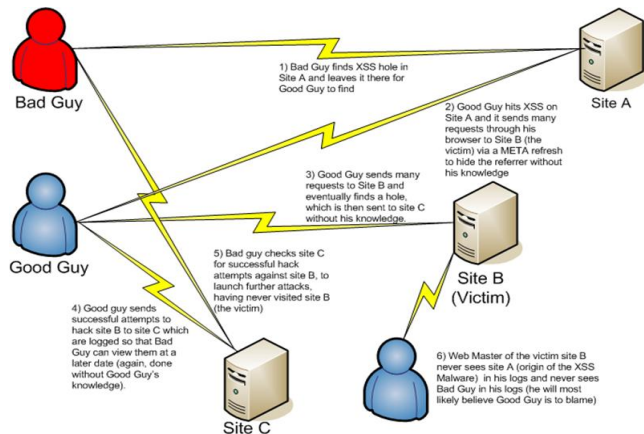 Bad Guy
1) Bad Guy finds XSS hole in
Site A and leaves it there for
Good Guy to find
Site A
2) Good Guy hits XSS on
Site A and it sends many
requests through his
browser to Site B (the
victim) via a META refresh
to hide the referrer without
his knowledge
3) Good Guy sends many
requests to Site B and
eventually finds a hole,
which is then sent to site C
without his knowledge.
Good Guy
Site B
(Victim)
5) Bad guy checks site C
for successful hack
attempts against site B, to
launch further attacks,
having never visited site B
(the victim)
4) Good guy sends
successful attempts to
hack site B to site C which
are logged so that Bad
Guy can view them at a
later date (again, done
without Good Guy's
knowledge).
Site C
6) Web Master of the victim site B
never sees site A (origin of the XSS
Malware) in his logs and never sees
Bad Guy in his logs (he will most
likely believe Good Guy is to blame)